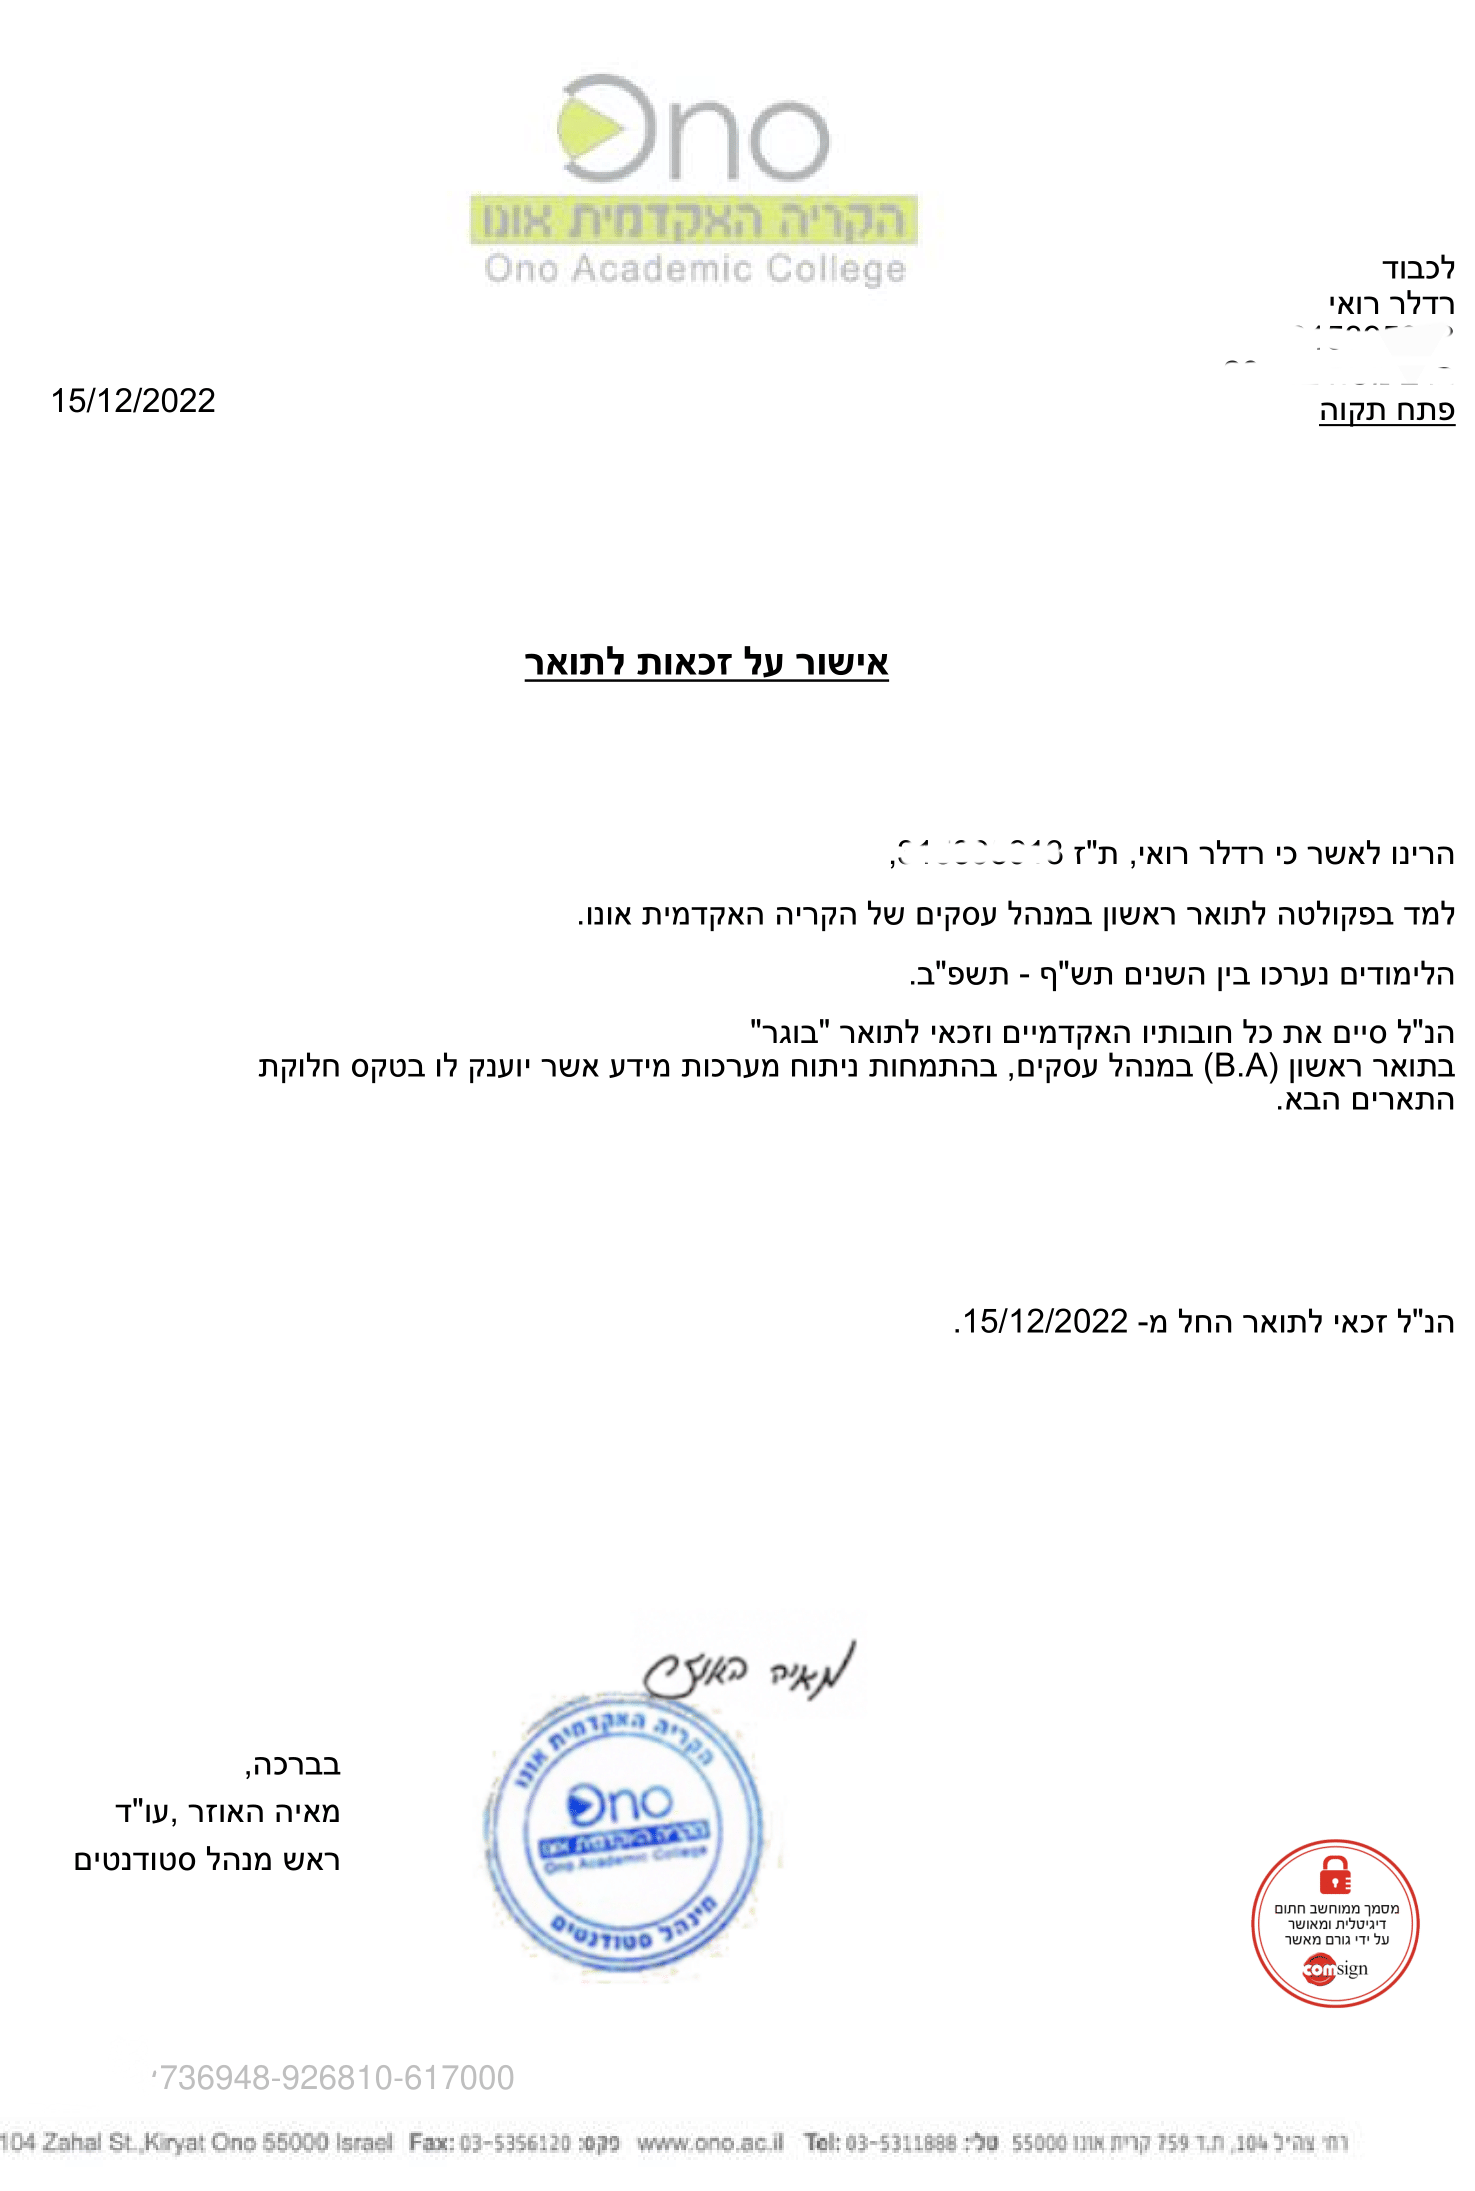 Ono
הקריה האקדמית אונו
Ono Academic College
לכבוד
רדלר רואי
פתח תקוה
15/12/2022
אישור על זכאות לתואר
הרינו לאשר כי רדלר רואי, ת"ז ,
למד בפקולטה לתואר ראשון במנהל עסקים של הקריה האקדמית אונו.
הלימודים נערכו בין השנים תש"ף - תשפ"ב.
הנ"ל סיים את כל חובותיו האקדמיים וזכאי לתואר "בוגר"
בתואר ראשון (B.A) במנהל עסקים, בהתמחות ניתוח מערכות מידע אשר יוענק לו בטקס חלוקת
התארים הבא.
הנ"ל זכאי לתואר החל מ- 15/12/2022.
מאיה האוזר
הקריה האקדמית אונו
Ono
הקריה האקדמית אונו
Ono Academic College
מינהל סטודנטים
בברכה,
מאיה האוזר ,עו"ד
ראש מנהל סטודנטים
מסמך ממוחשב חתום
דיגיטלית ומאושר
על ידי גורם מאשר
comsign
736948-926810-617000
104 Zahal St.,Kiryat Ono 55000 Israel Fax: 03-5356120 :פקס www.ono.ac.il Tel: 03-5311888 :טל רח' צה"ל 104, ת.ד 759 קרית אונו 55000